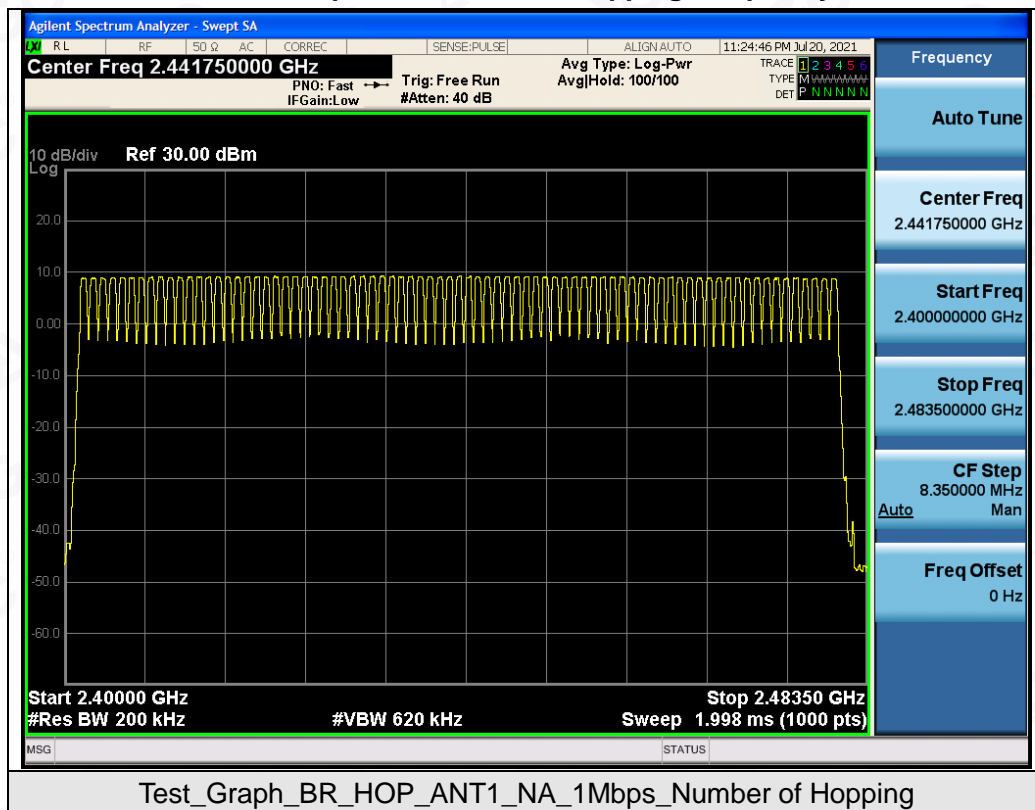 Agilent Spectrum Analyzer - Swept SA
LXI RL RF 50 Ω AC CORREC SENSE:PULSE ALIGN AUTO 11:24:46 PM Jul 20, 2021
Center Freq 2.441750000 GHz
PNO: Fast
IFGain:Low
Trig: Free Run
#Atten: 40 dB
Avg Type: Log-Pwr
Avg|Hold: 100/100
TRACE 1 2 3 4 5 6
TYPE M WWWWW
DET P N N N N N
10 dB/div Ref 30.00 dBm
Log
20.0
10.0
0.00
-10.0
-20.0
-30.0
-40.0
-50.0
-60.0
Start 2.40000 GHz Stop 2.48350 GHz
#Res BW 200 kHz #VBW 620 kHz Sweep 1.998 ms (1000 pts)
MSG STATUS
Frequency
Auto Tune
Center Freq
2.441750000 GHz
Start Freq
2.400000000 GHz
Stop Freq
2.483500000 GHz
CF Step
8.350000 MHz
Auto Man
Freq Offset
0 Hz
Test_Graph_BR_HOP_ANT1_NA_1Mbps_Number of Hopping